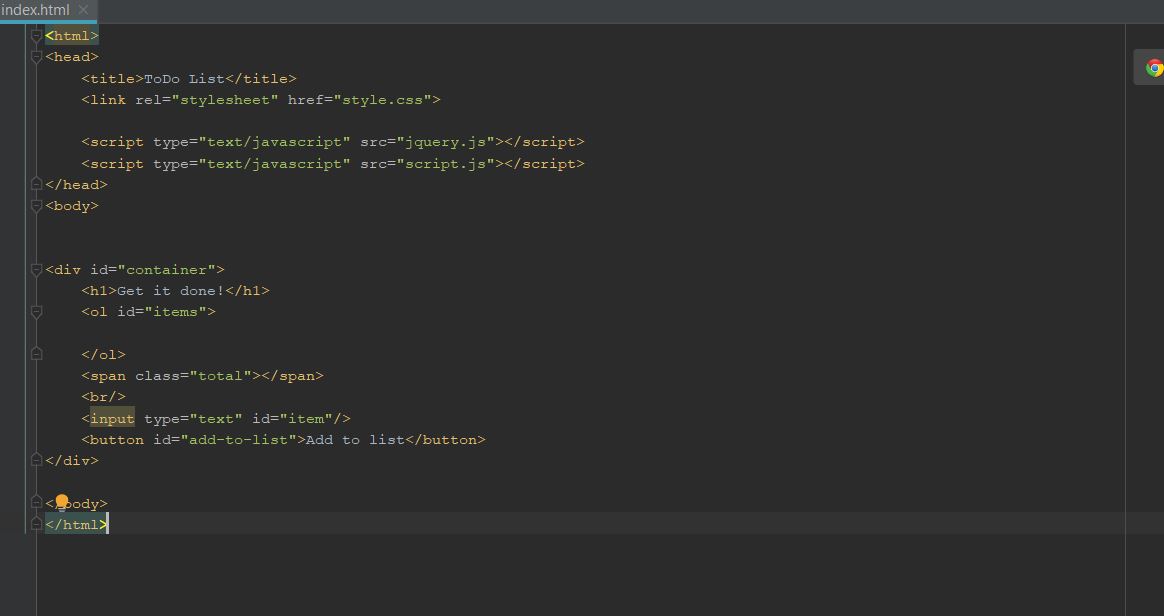 index.html
<html>
<head>
    <title>ToDo List</title>
    <link rel="stylesheet" href="style.css">
    <script type="text/javascript" src="jquery.js"></script>
    <script type="text/javascript" src="script.js"></script>
</head>
<body>
<div id="container">
    <h1>Get it done!</h1>
    <ol id="items">
    </ol>
    <span class="total"></span>
    <br/>
    <input type="text" id="item"/>
    <button id="add-to-list">Add to list</button>
</div>
</body>
</html>